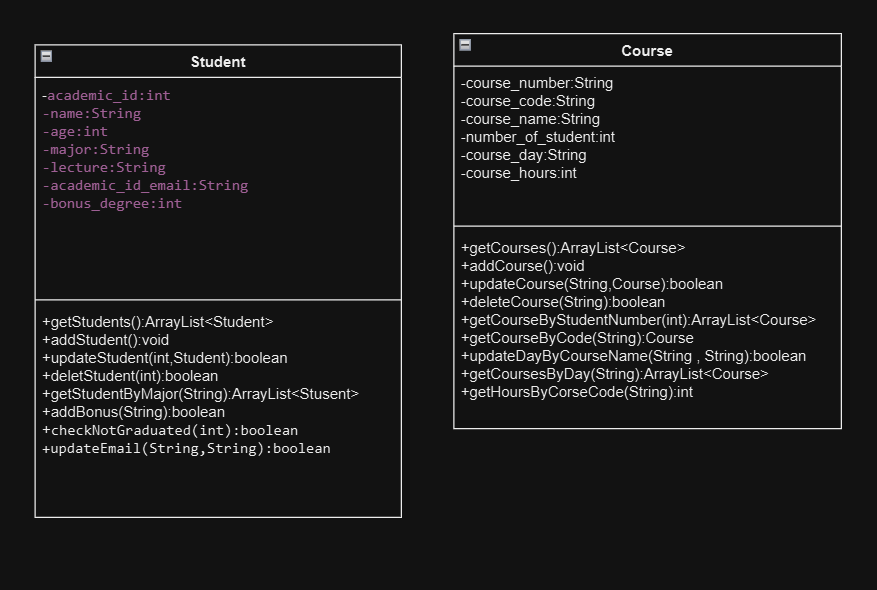 Student
-academic_id:int
-name:String
-age:int
-major:String
-lecture:String
-academic_id_email:String
-bonus_degree:int
+getStudents():ArrayList<Student>
+addStudent():void
+updateStudent(int,Student):boolean
+deletStudent(int):boolean
+getStudentByMajor(String):ArrayList<Stusent>
+addBonus(String):boolean
+checkNotGraduated(int):boolean
+updateEmail(String,String):boolean
Course
-course_number:String
-course_code:String
-course_name:String
-number_of_student:int
-course_day:String
-course_hours:int
+getCourses():ArrayList<Course>
+addCourse():void
+updateCourse(String,Course):boolean
+deleteCourse(String):boolean
+getCourseByStudentNumber(int):ArrayList<Course>
+getCourseByCode(String):Course
+updateDayByCourseName(String , String):boolean
+getCoursesByDay(String):ArrayList<Course>
+getHoursByCorseCode(String):int